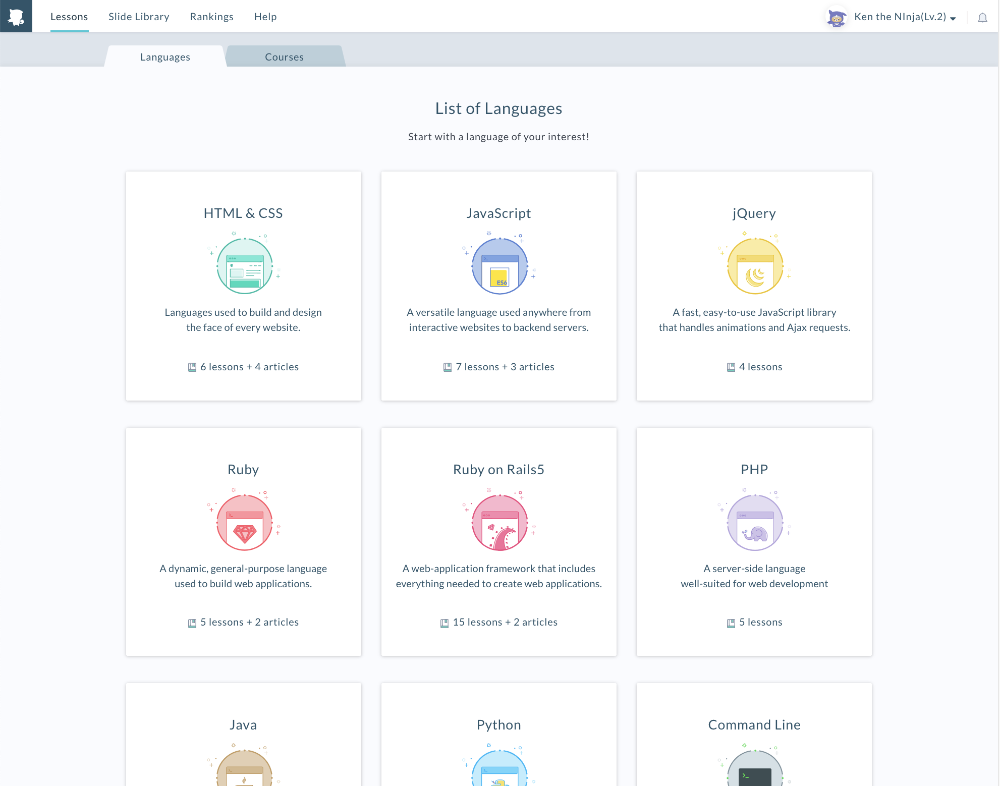 Lessons
Slide Library
Rankings
Help
Ken the NInja(Lv.2)
Languages
Courses
List of Languages
Start with a language of your interest!
HTML & CSS
Languages used to build and design
the face of every website.
6 lessons + 4 articles
JavaScript
ES6
A versatile language used anywhere from
interactive websites to backend servers.
7 lessons + 3 articles
jQuery
A fast, easy-to-use JavaScript library
that handles animations and Ajax requests.
4 lessons
Ruby
A dynamic, general-purpose language
used to build web applications.
5 lessons + 2 articles
Ruby on Rails5
A web-application framework that includes
everything needed to create web applications.
15 lessons + 2 articles
PHP
A server-side language
well-suited for web development
5 lessons
Java
Python
Command Line